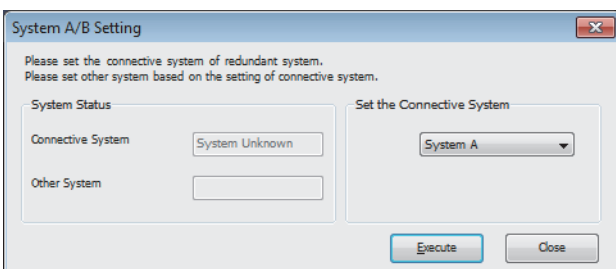 System A/B Setting
Please set the connective system of redundant system.
Please set other system based on the setting of connective system.
System Status
Set the Connective System
Connective System
System Unknown
System A
Other System
Execute
Close